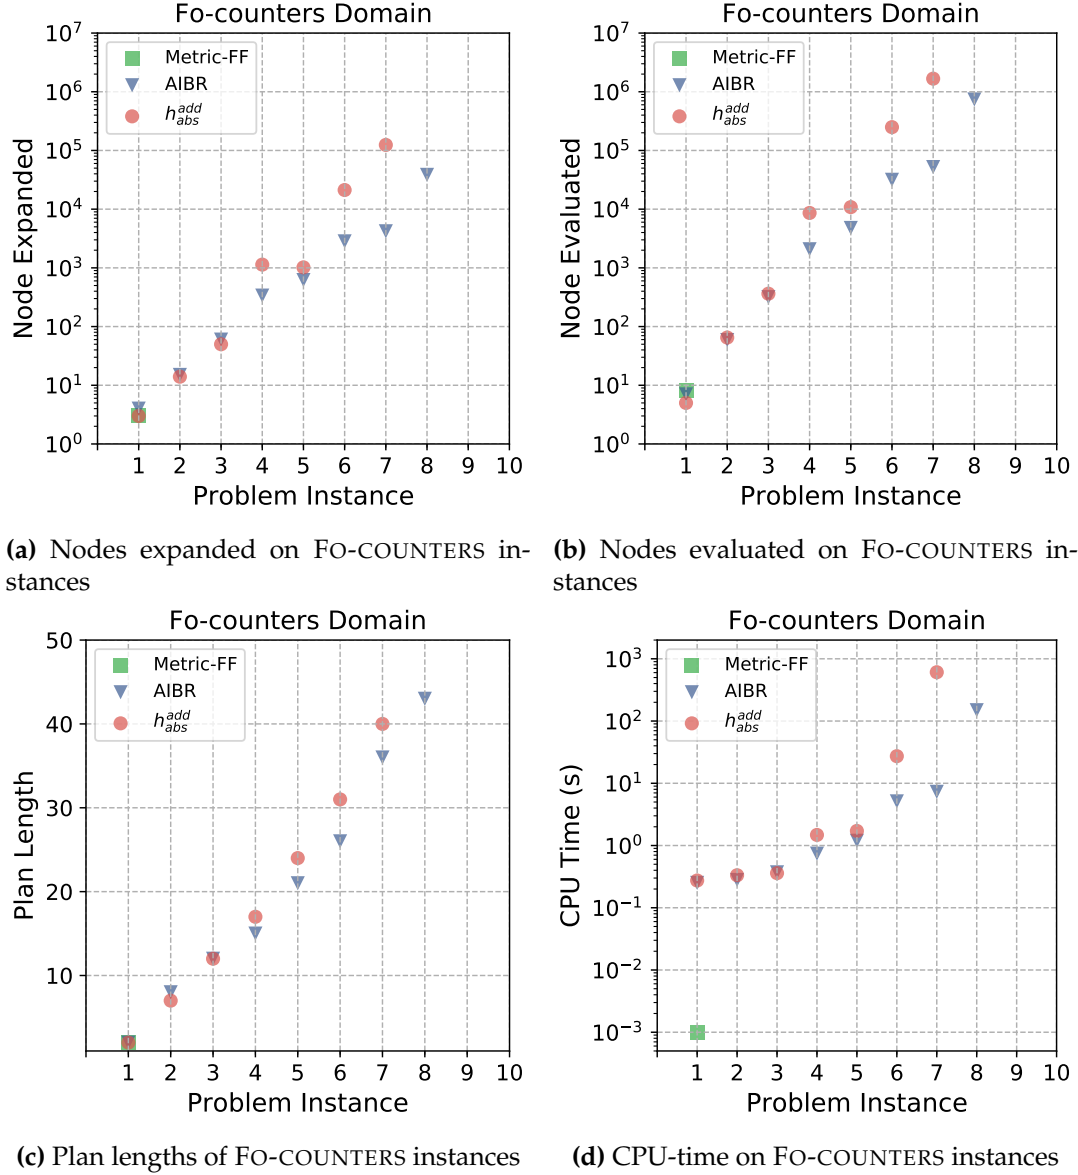 Fo-counters Domain
10^7
10^6
10^5
10^4
10^3
10^2
10^1
10^0
Node Expanded
Metric-FF
AIBR
h_{abs}^{add}
1 2 3 4 5 6 7 8 9 10
Problem Instance
(a) Nodes expanded on FO-COUNTERS in-
stances
Fo-counters Domain
10^7
10^6
10^5
10^4
10^3
10^2
10^1
10^0
Node Evaluated
Metric-FF
AIBR
h_{abs}^{add}
1 2 3 4 5 6 7 8 9 10
Problem Instance
(b) Nodes evaluated on FO-COUNTERS in-
stances
Fo-counters Domain
50
40
30
20
10
Plan Length
Metric-FF
AIBR
h_{abs}^{add}
1 2 3 4 5 6 7 8 9 10
Problem Instance
(c) Plan lengths of FO-COUNTERS instances
Fo-counters Domain
10^3
10^2
10^1
10^0
10^{-1}
10^{-2}
10^{-3}
CPU Time (s)
Metric-FF
AIBR
h_{abs}^{add}
1 2 3 4 5 6 7 8 9 10
Problem Instance
(d) CPU-time on FO-COUNTERS instances